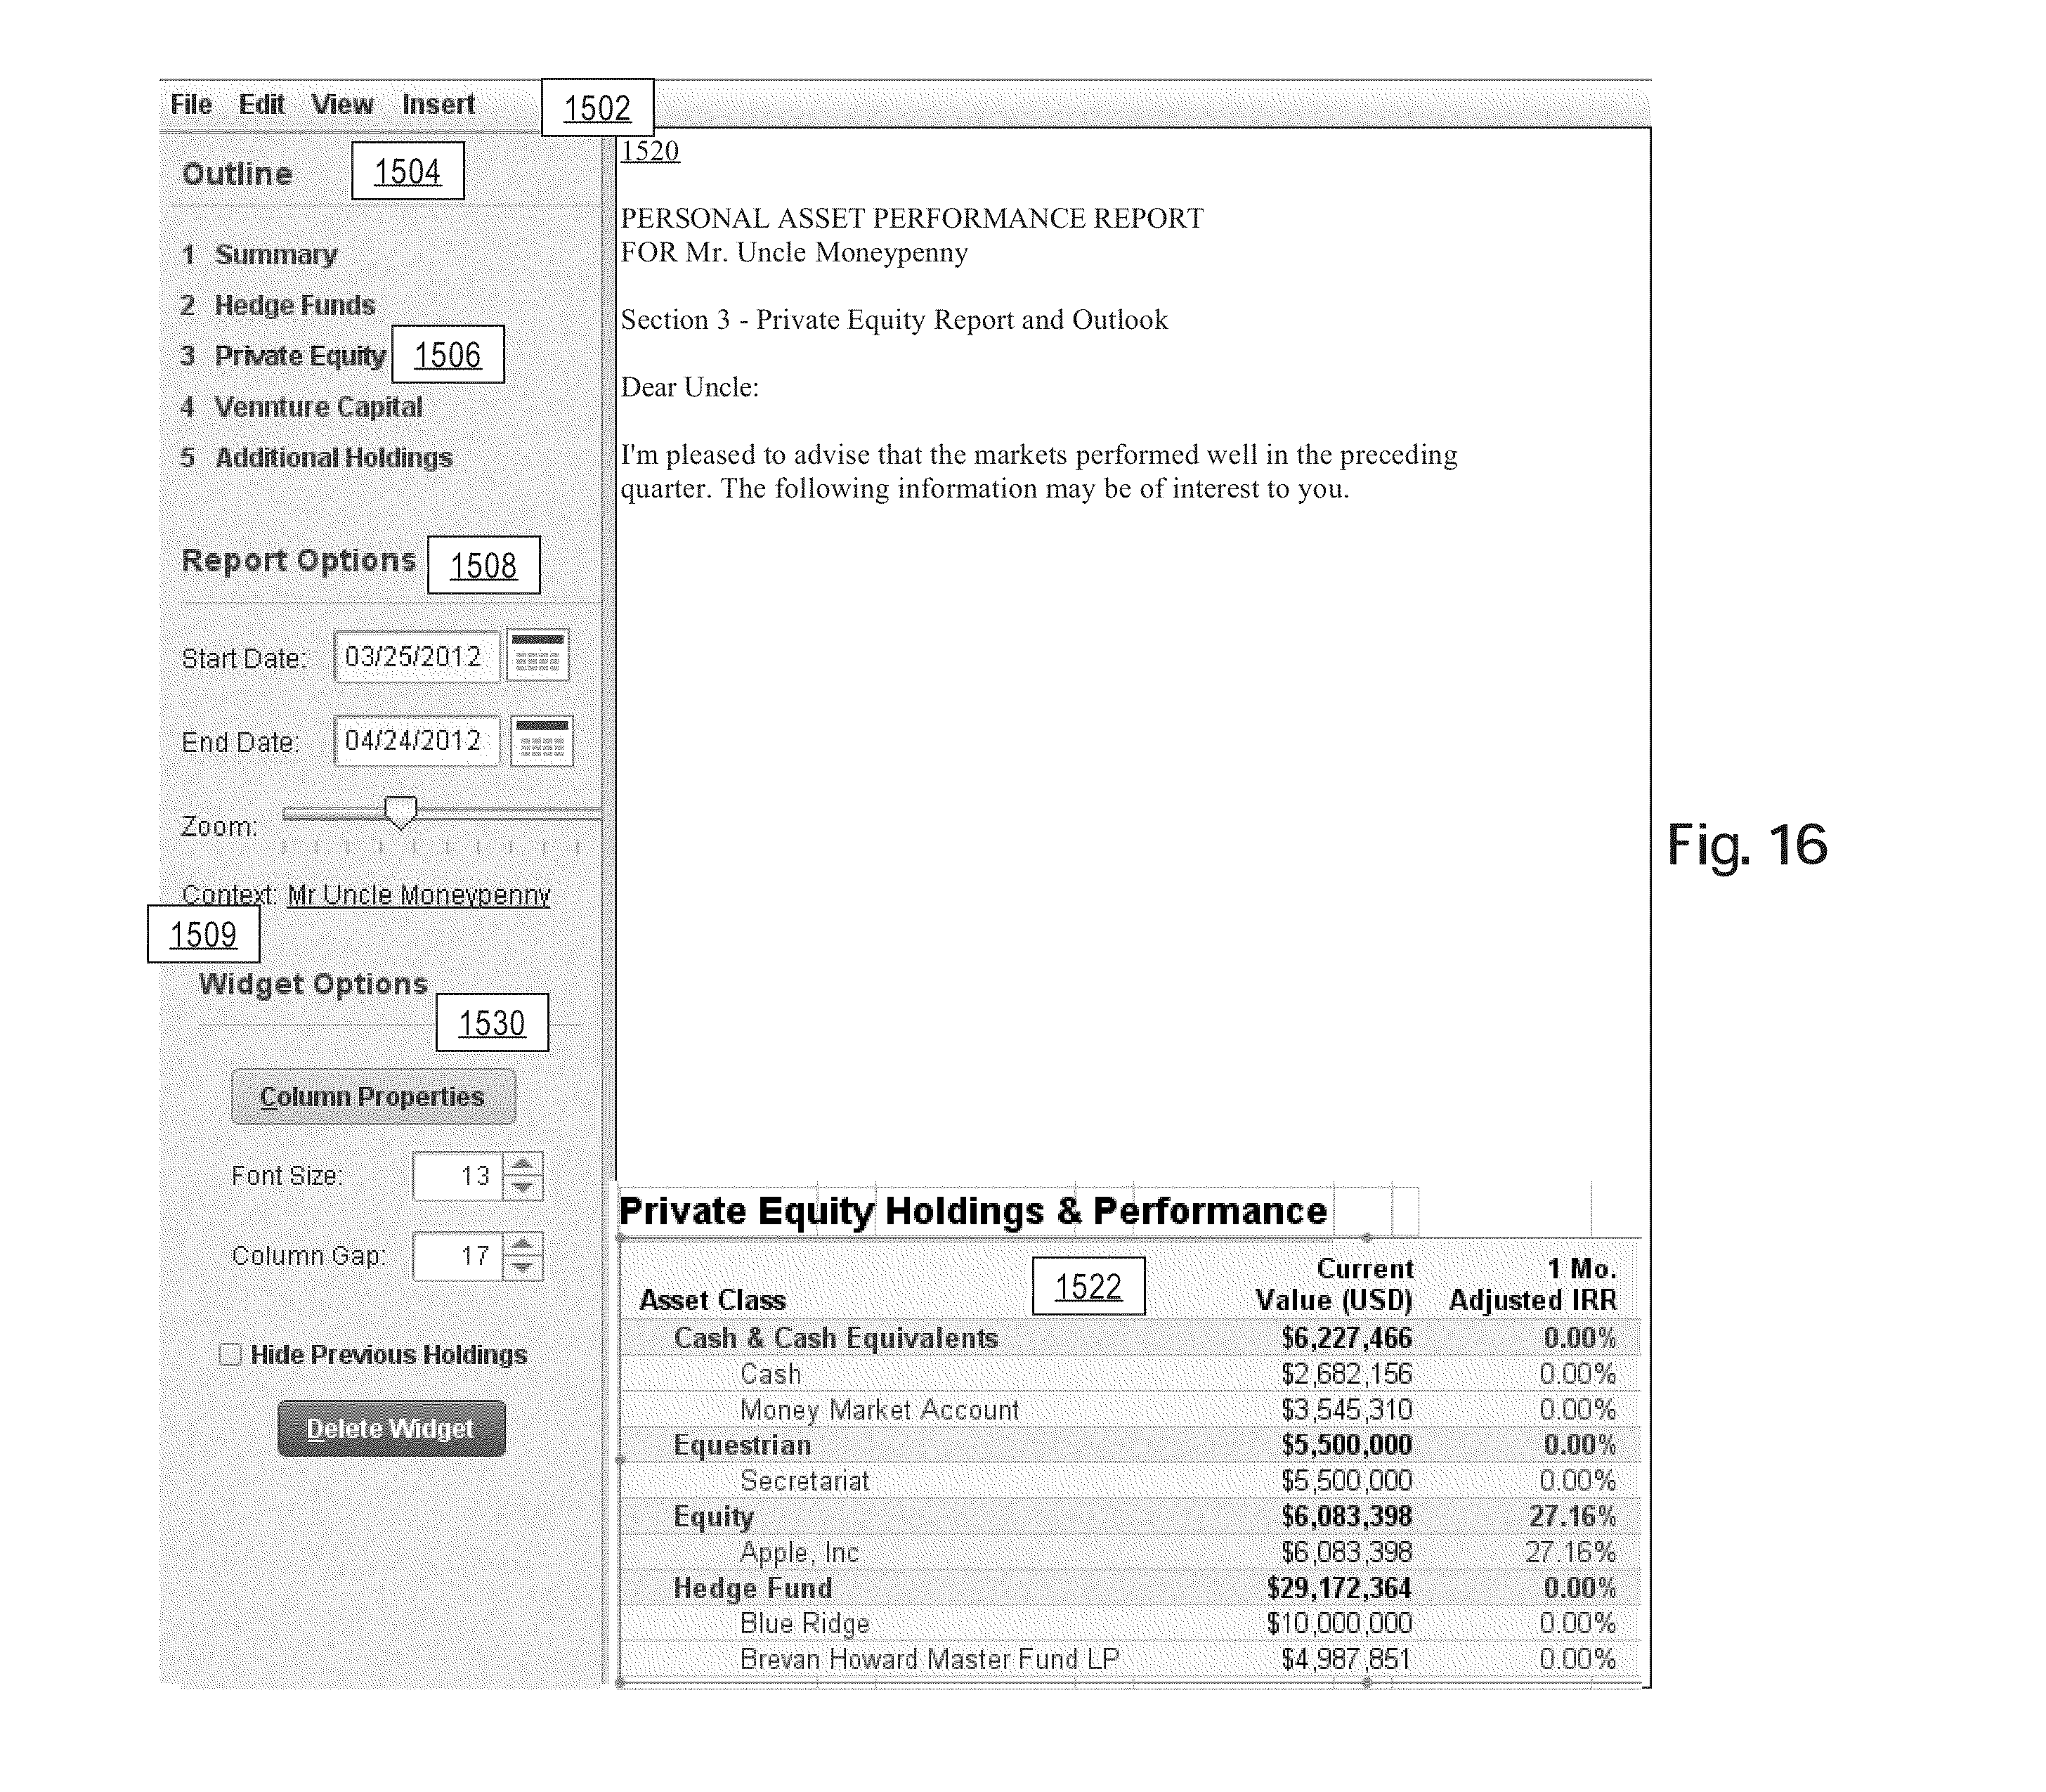 File Edit View Insert 1502
Outline 1504
1 Summary
2 Hedge Funds
3 Private Equity 1506
4 Vennture Capital
5 Additional Holdings
Report Options 1508
Start Date: 03/25/2012
End Date: 04/24/2012
Zoom:
Context: Mr Uncle Moneypenny
1509
Widget Options
1530
Column Properties
Font Size: 13
Column Gap: 17
Hide Previous Holdings
Delete Widget
1520
PERSONAL ASSET PERFORMANCE REPORT
FOR Mr. Uncle Moneypenny
Section 3 - Private Equity Report and Outlook
Dear Uncle:
I'm pleased to advise that the markets performed well in the preceding
quarter. The following information may be of interest to you.
Private Equity Holdings & Performance
1522
Current 1 Mo.
Asset Class Value (USD) Adjusted IRR
Cash & Cash Equivalents $6,227,466 0.00%
Cash $2,682,156 0.00%
Money Market Account $3,545,310 0.00%
Equestrian $5,500,000 0.00%
Secretariat $5,500,000 0.00%
Equity $6,083,398 27.16%
Apple, Inc $6,083,398 27.16%
Hedge Fund $29,172,364 0.00%
Blue Ridge $10,000,000 0.00%
Brevan Howard Master Fund LP $4,987,851 0.00%
Fig. 16